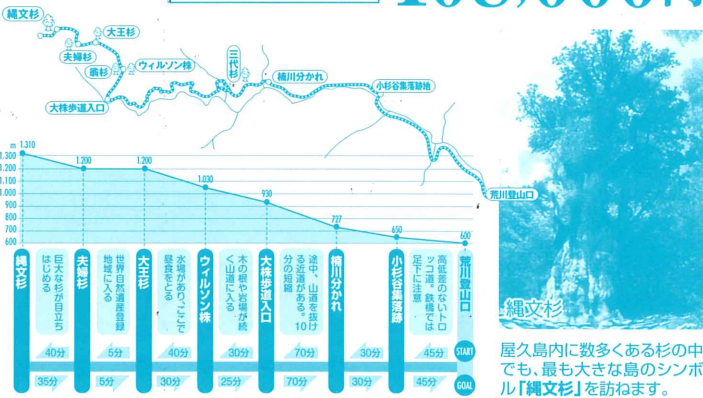 108,000円
縄文杉
大王杉
夫婦杉
翁杉
ウィルソン株
大株歩道入口
三代杉
楠川分かれ
小杉谷集落跡地
荒川登山口
m
1.310
1.300
1.200
1.100
1.000
900
800
700
600
1.200
1.200
1.030
930
727
650
600
縄文杉
巨大な杉が目立ち
はじめる
夫婦杉
世界自然遺産登録
地域に入る
大王杉
水場があり、ここで
昼食をとる
ウィルソン株
木の根や岩場が続
く山道に入る
大株歩道入口
途中、山道を抜け
る近道がある。10
分の短縮
楠川分かれ
小杉谷集落跡
高低差のないトロ
ッコ道。鉄橋では
足下に注意
荒川登山口
40分 5分 40分 30分 70分 30分 45分 START
35分 5分 30分 25分 70分 30分 45分 GOAL
縄文杉
屋久島内に数多くある杉の中
でも、最も大きな島のシンボ
ル「縄文杉」を訪ねます。